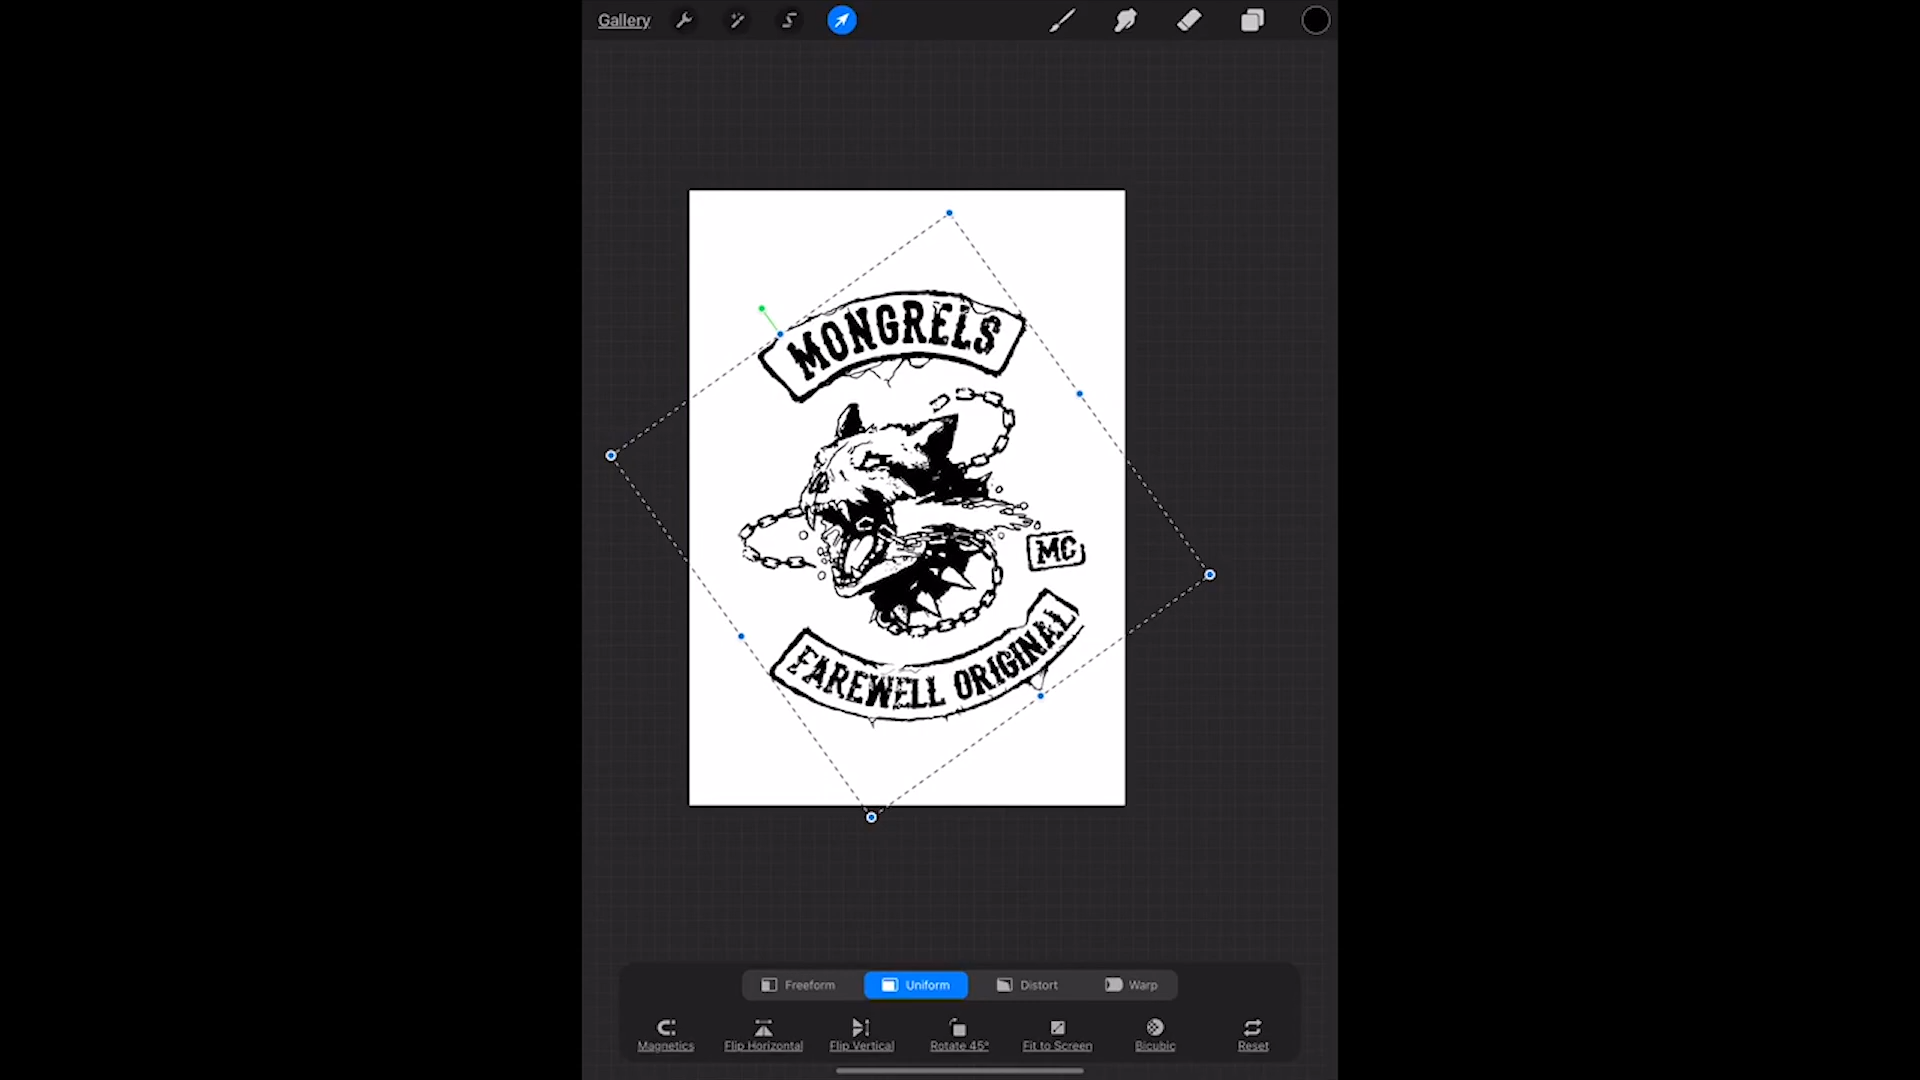 Gallery
MONGRELS
MC
FAREWELL ORIGINAL
Freeform
Uniform
Distort
Warp
Magnetics
Flip Horizontal
Flip Vertical
Rotate 45°
Fit to Screen
Bicubic
Reset